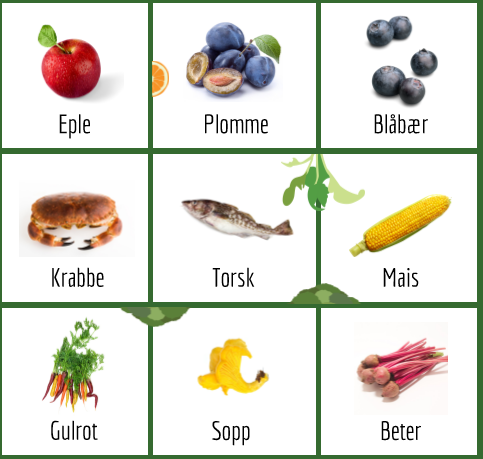 Eple
Plomme
Blåbær
Krabbe
Torsk
Mais
Gulrot
Sopp
Beter